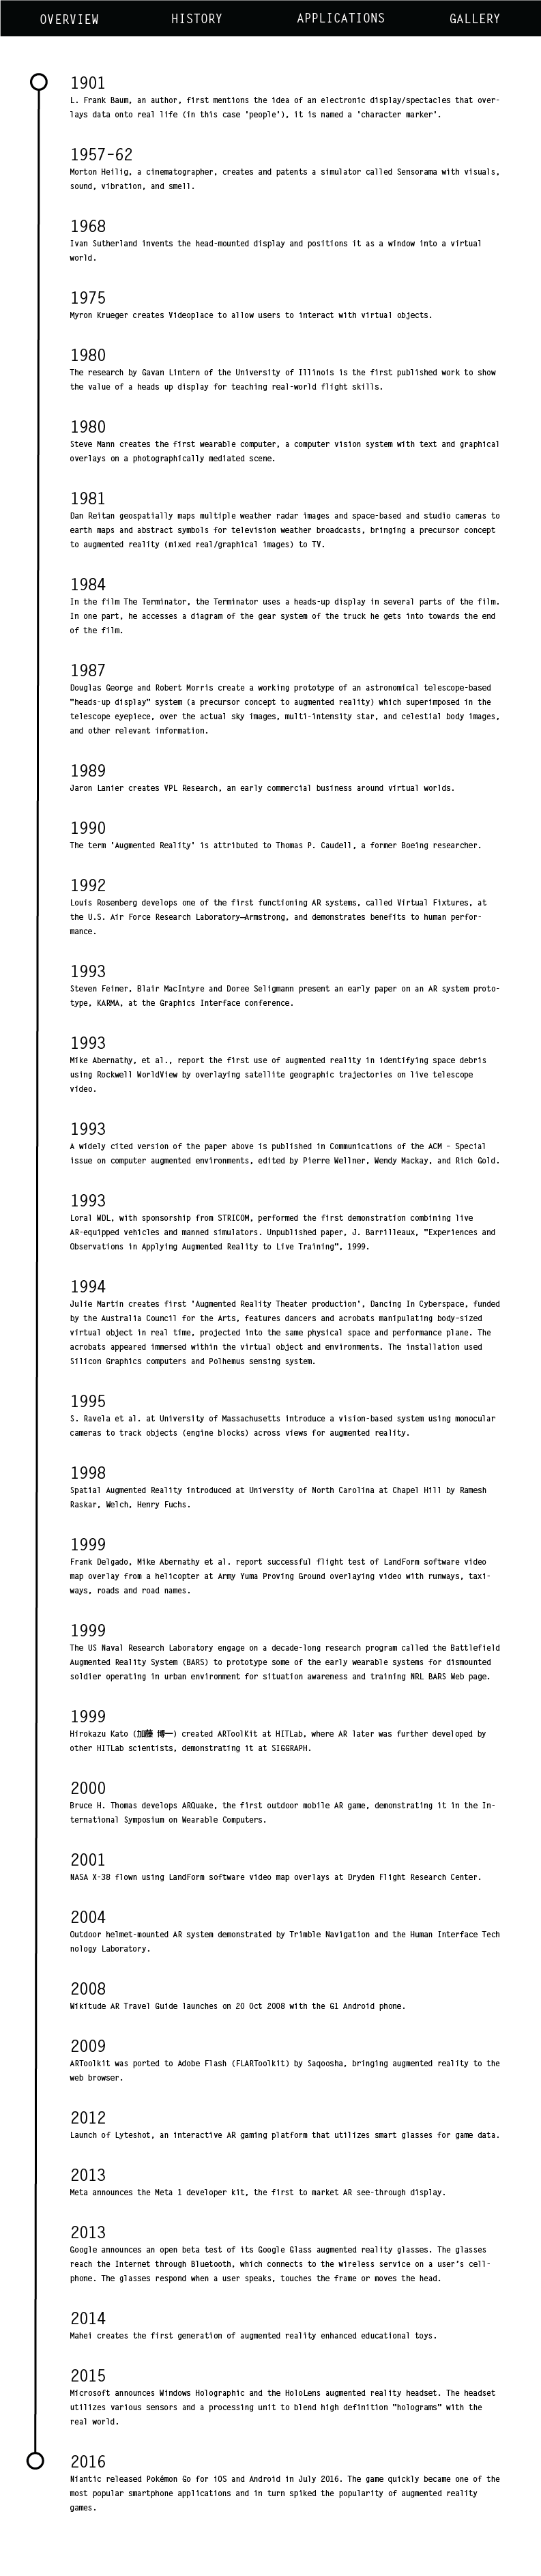 OVERVIEW HISTORY APPLICATIONS GALLERY
1901
L. Frank Baum, an author, first mentions the idea of an electronic display/spectacles that over-
lays data onto real life (in this case 'people'), it is named a 'character marker'.
1957-62
Morton Heilig, a cinematographer, creates and patents a simulator called Sensorama with visuals,
sound, vibration, and smell.
1968
Ivan Sutherland invents the head-mounted display and positions it as a window into a virtual
world.
1975
Myron Krueger creates Videoplace to allow users to interact with virtual objects.
1980
The research by Gavan Lintern of the University of Illinois is the first published work to show
the value of a heads up display for teaching real-world flight skills.
1980
Steve Mann creates the first wearable computer, a computer vision system with text and graphical
overlays on a photographically mediated scene.
1981
Dan Reitan geospatially maps multiple weather radar images and space-based and studio cameras to
earth maps and abstract symbols for television weather broadcasts, bringing a precursor concept
to augmented reality (mixed real/graphical images) to TV.
1984
In the film The Terminator, the Terminator uses a heads-up display in several parts of the film.
In one part, he accesses a diagram of the gear system of the truck he gets into towards the end
of the film.
1987
Douglas George and Robert Morris create a working prototype of an astronomical telescope-based
"heads-up display" system (a precursor concept to augmented reality) which superimposed in the
telescope eyepiece, over the actual sky images, multi-intensity star, and celestial body images,
and other relevant information.
1989
Jaron Lanier creates VPL Research, an early commercial business around virtual worlds.
1990
The term 'Augmented Reality' is attributed to Thomas P. Caudell, a former Boeing researcher.
1992
Louis Rosenberg develops one of the first functioning AR systems, called Virtual Fixtures, at
the U.S. Air Force Research Laboratory—Armstrong, and demonstrates benefits to human perfor-
mance.
1993
Steven Feiner, Blair MacIntyre and Doree Seligmann present an early paper on an AR system proto-
type, KARMA, at the Graphics Interface conference.
1993
Mike Abernathy, et al., report the first use of augmented reality in identifying space debris
using Rockwell WorldView by overlaying satellite geographic trajectories on live telescope
video.
1993
A widely cited version of the paper above is published in Communications of the ACM - Special
issue on computer augmented environments, edited by Pierre Wellner, Wendy Mackay, and Rich Gold.
1993
Loral WDL, with sponsorship from STRICOM, performed the first demonstration combining live
AR-equipped vehicles and manned simulators. Unpublished paper, J. Barrilleaux, "Experiences and
Observations in Applying Augmented Reality to Live Training", 1999.
1994
Julie Martin creates first 'Augmented Reality Theater production', Dancing In Cyberspace, funded
by the Australia Council for the Arts, features dancers and acrobats manipulating body-sized
virtual object in real time, projected into the same physical space and performance plane. The
acrobats appeared immersed within the virtual object and environments. The installation used
Silicon Graphics computers and Polhemus sensing system.
1995
S. Ravela et al. at University of Massachusetts introduce a vision-based system using monocular
cameras to track objects (engine blocks) across views for augmented reality.
1998
Spatial Augmented Reality introduced at University of North Carolina at Chapel Hill by Ramesh
Raskar, Welch, Henry Fuchs.
1999
Frank Delgado, Mike Abernathy et al. report successful flight test of LandForm software video
map overlay from a helicopter at Army Yuma Proving Ground overlaying video with runways, taxi-
ways, roads and road names.
1999
The US Naval Research Laboratory engage on a decade-long research program called the Battlefield
Augmented Reality System (BARS) to prototype some of the early wearable systems for dismounted
soldier operating in urban environment for situation awareness and training NRL BARS Web page.
1999
Hirokazu Kato (加藤 博一) created ARToolKit at HITLab, where AR later was further developed by
other HITLab scientists, demonstrating it at SIGGRAPH.
2000
Bruce H. Thomas develops ARQuake, the first outdoor mobile AR game, demonstrating it in the In-
ternational Symposium on Wearable Computers.
2001
NASA X-38 flown using LandForm software video map overlays at Dryden Flight Research Center.
2004
Outdoor helmet-mounted AR system demonstrated by Trimble Navigation and the Human Interface Tech
nology Laboratory.
2008
Wikitude AR Travel Guide launches on 20 Oct 2008 with the G1 Android phone.
2009
ARToolkit was ported to Adobe Flash (FLARToolkit) by Saqoosha, bringing augmented reality to the
web browser.
2012
Launch of Lyteshot, an interactive AR gaming platform that utilizes smart glasses for game data.
2013
Meta announces the Meta 1 developer kit, the first to market AR see-through display.
2013
Google announces an open beta test of its Google Glass augmented reality glasses. The glasses
reach the Internet through Bluetooth, which connects to the wireless service on a user's cell-
phone. The glasses respond when a user speaks, touches the frame or moves the head.
2014
Mahei creates the first generation of augmented reality enhanced educational toys.
2015
Microsoft announces Windows Holographic and the HoloLens augmented reality headset. The headset
utilizes various sensors and a processing unit to blend high definition "holograms" with the
real world.
2016
Niantic released Pokémon Go for iOS and Android in July 2016. The game quickly became one of the
most popular smartphone applications and in turn spiked the popularity of augmented reality
games.